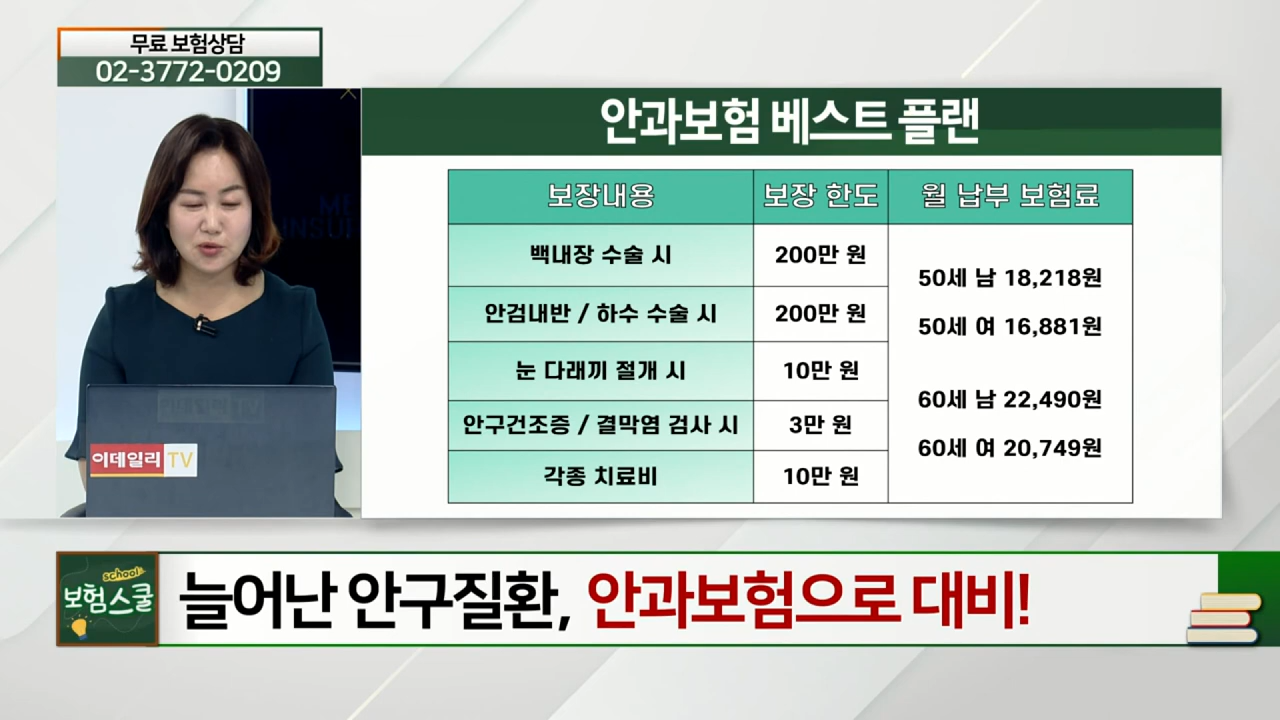 무료 보험상담
02-3772-0209
안과보험 베스트 플랜
보장내용 보장 한도 월 납부 보험료
백내장 수술 시 200만 원
안검내반 / 하수 수술 시 200만 원
눈 다래끼 절개 시 10만 원
안구건조증 / 결막염 검사 시 3만 원
각종 치료비 10만 원
50세 남 18,218원
50세 여 16,881원
60세 남 22,490원
60세 여 20,749원
이데일리 TV
school
보험스쿨
늘어난 안구질환, 안과보험으로 대비!